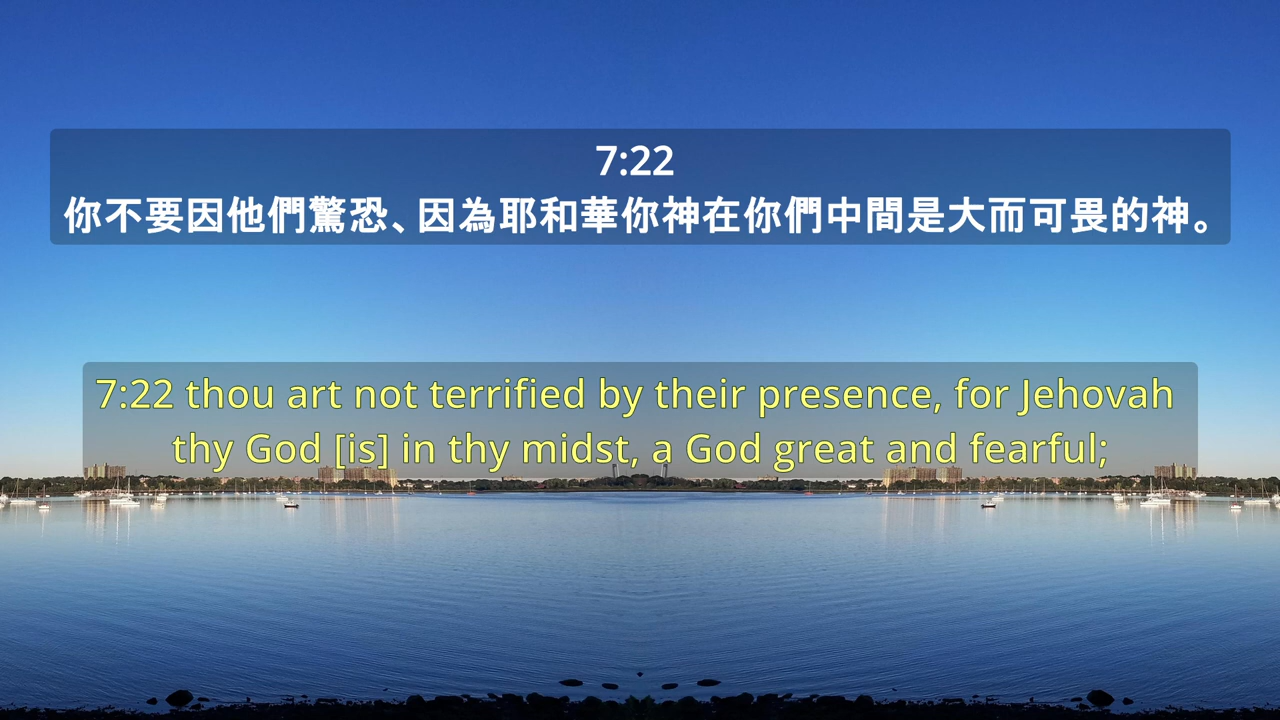 7:22
你不要因他們驚恐、因為耶和華你神在你們中間是大而可畏的神。
7:22 thou art not terrified by their presence, for Jehovah
thy God [is] in thy midst, a God great and fearful;